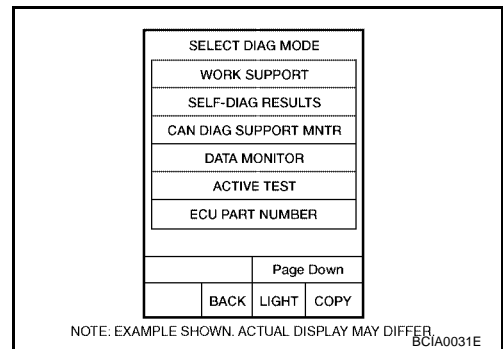 SELECT DIAG MODE
WORK SUPPORT
SELF-DIAG RESULTS
CAN DIAG SUPPORT MNTR
DATA MONITOR
ACTIVE TEST
ECU PART NUMBER
Page Down
BACK LIGHT COPY
NOTE: EXAMPLE SHOWN. ACTUAL DISPLAY MAY DIFFER.
BCIA0031E